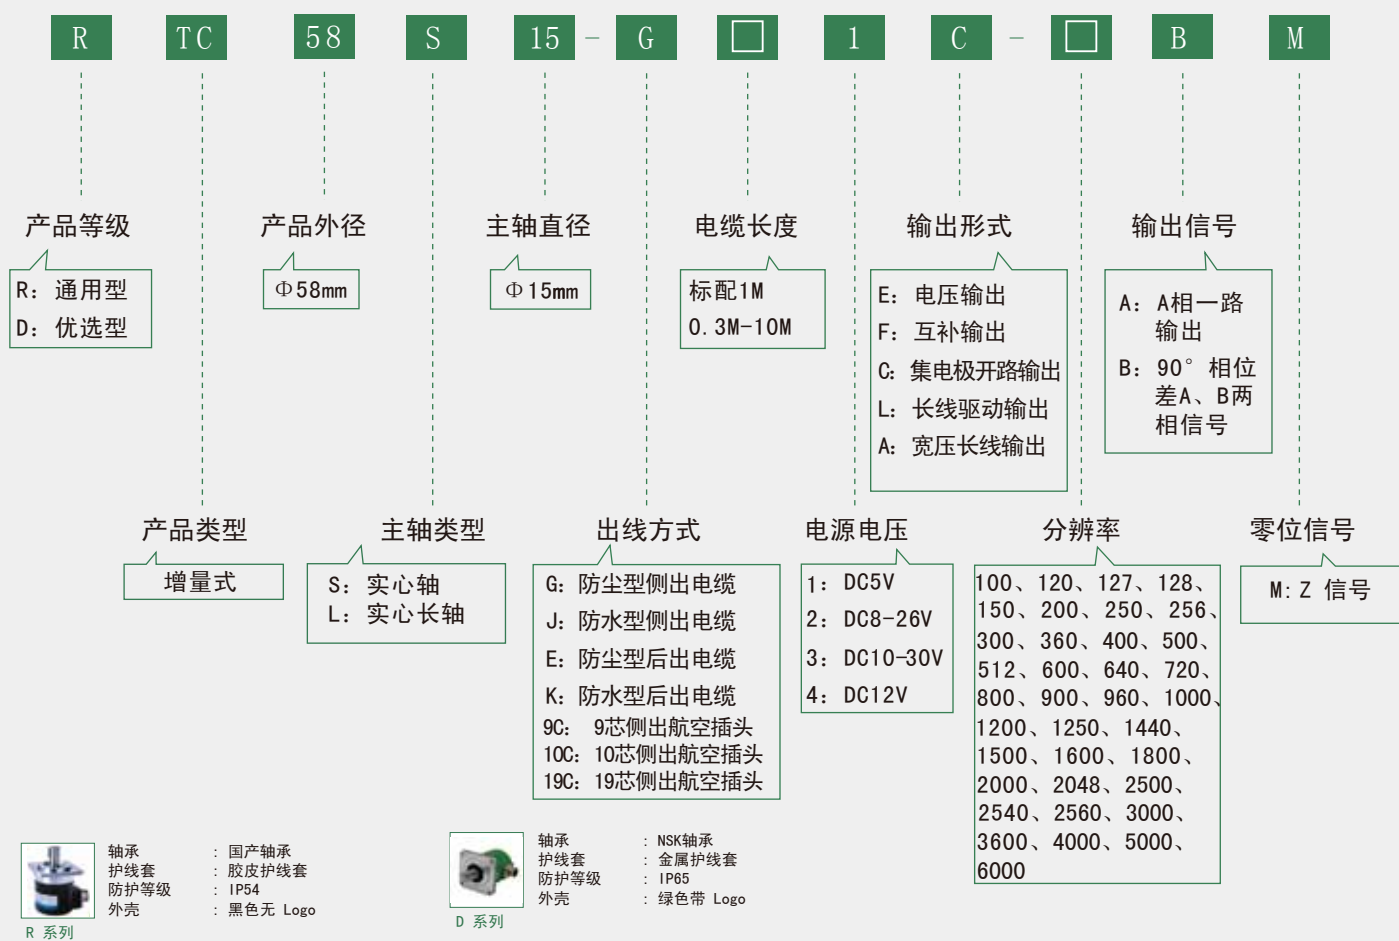 R TC 58 S 15 - G □ 1 C - □ B M
产品等级
R: 通用型
D: 优选型
产品外径
Φ58mm
主轴直径
Φ15mm
电缆长度
标配1M
0.3M-10M
输出形式
E: 电压输出
F: 互补输出
C: 集电极开路输出
L: 长线驱动输出
A: 宽压长线输出
输出信号
A: A相一路
输出
B: 90°相位
差A、B两
相信号
产品类型
增量式
主轴类型
S: 实心轴
L: 实心长轴
出线方式
G: 防尘型侧出电缆
J: 防水型侧出电缆
E: 防尘型后出电缆
K: 防水型后出电缆
9C: 9芯侧出航空插头
10C: 10芯侧出航空插头
19C: 19芯侧出航空插头
电源电压
1: DC5V
2: DC8-26V
3: DC10-30V
4: DC12V
分辨率
100、120、127、128、
150、200、250、256、
300、360、400、500、
512、600、640、720、
800、900、960、1000、
1200、1250、1440、
1500、1600、1800、
2000、2048、2500、
2540、2560、3000、
3600、4000、5000、
6000
零位信号
M:Z 信号
轴承 : 国产轴承
护线套 : 胶皮护线套
防护等级 : IP54
外壳 : 黑色无 Logo
R 系列
轴承 : NSK轴承
护线套 : 金属护线套
防护等级 : IP65
外壳 : 绿色带 Logo
D 系列